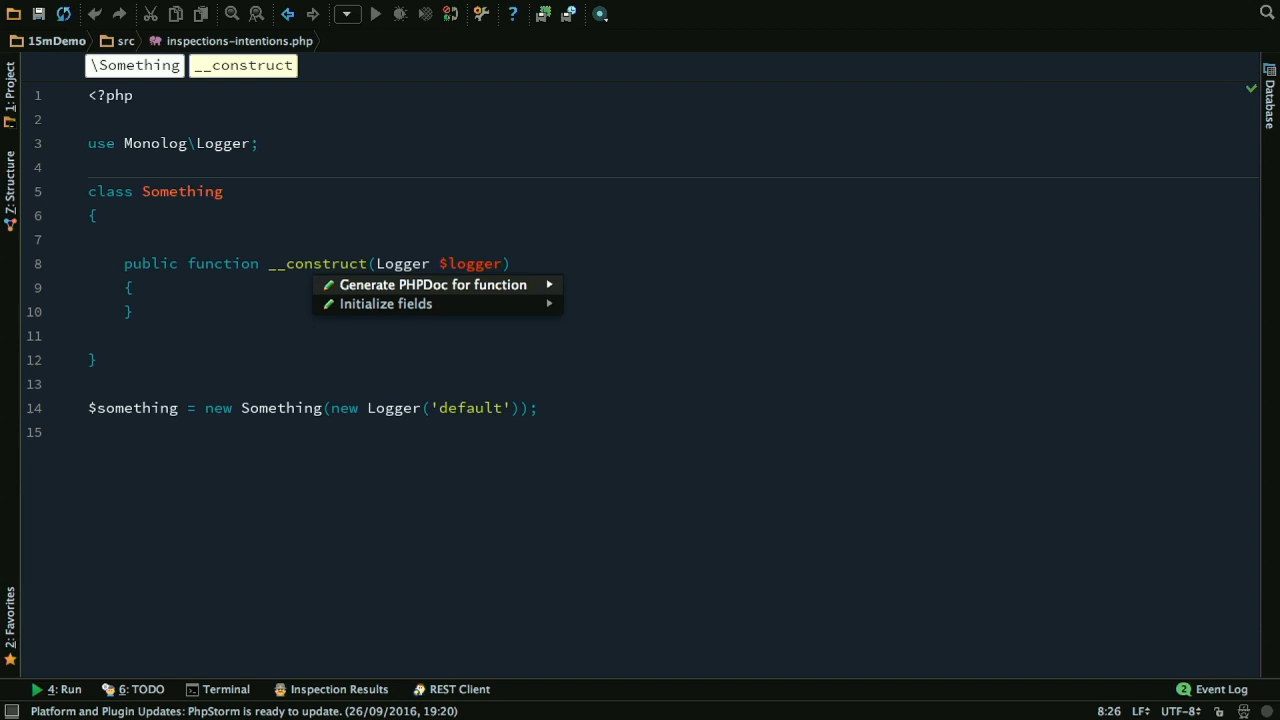 15mDemo src inspections-intentions.php
\Something __construct
1: Project
Z: Structure
2: Favorites
Database
1 <?php
2
3 use Monolog\Logger;
4
5 class Something
6 {
7
8 public function __construct(Logger $logger)
Generate PHPDoc for function
9 {
Initialize fields
10 }
11
12 }
13
14 $something = new Something(new Logger('default'));
15
4: Run 6: TODO Terminal Inspection Results REST Client 2 Event Log
Platform and Plugin Updates: PhpStorm is ready to update. (26/09/2016, 19:20) 8:26 LF UTF-8